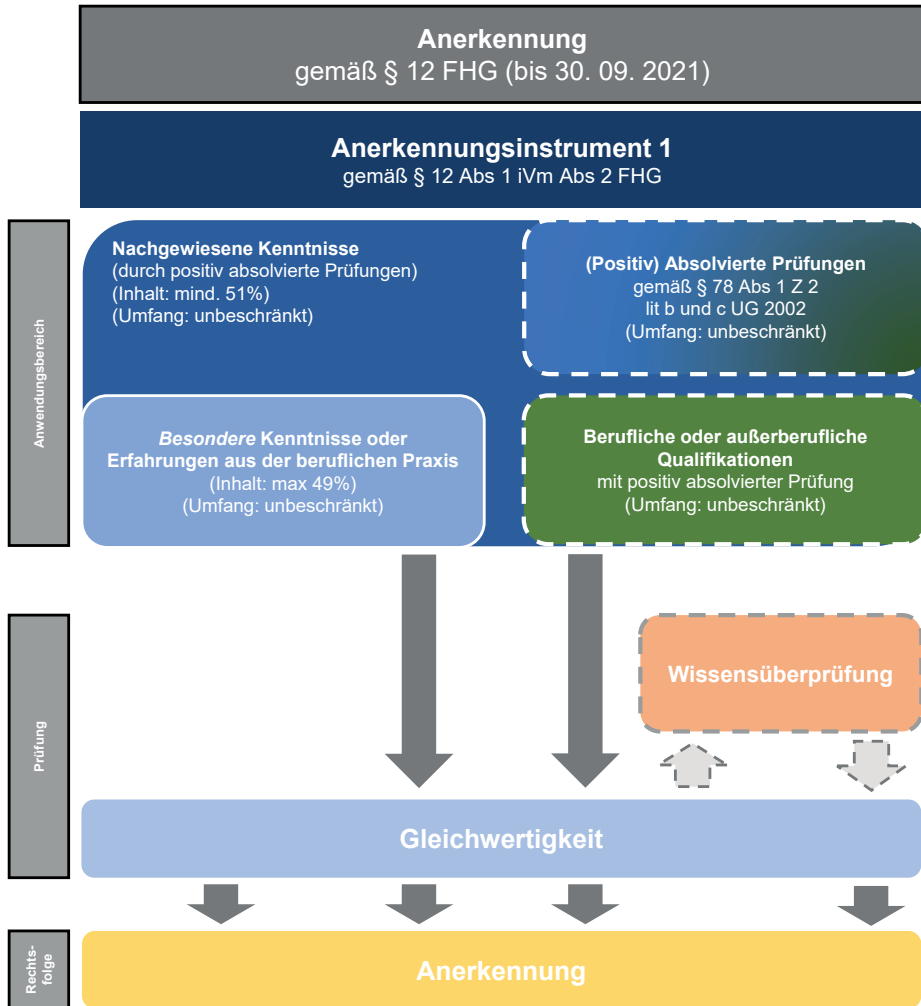 Anerkennung
gemäß § 12 FHG (bis 30. 09. 2021)
Anerkennungsinstrument 1
gemäß § 12 Abs 1 iVm Abs 2 FHG
Anwendungsbereich
Nachgewiesene Kenntnisse
(durch positiv absolvierte Prüfungen)
(Inhalt: mind. 51%)
(Umfang: unbeschränkt)
(Positiv) Absolvierte Prüfungen
gemäß § 78 Abs 1 Z 2
lit b und c UG 2002
(Umfang: unbeschränkt)
Besondere Kenntnisse oder
Erfahrungen aus der beruflichen Praxis
(Inhalt: max 49%)
(Umfang: unbeschränkt)
Berufliche oder außerberufliche
Qualifikationen
mit positiv absolvierter Prüfung
(Umfang: unbeschränkt)
Prüfung
Wissensüberprüfung
Gleichwertigkeit
Rechts-
folge
Anerkennung